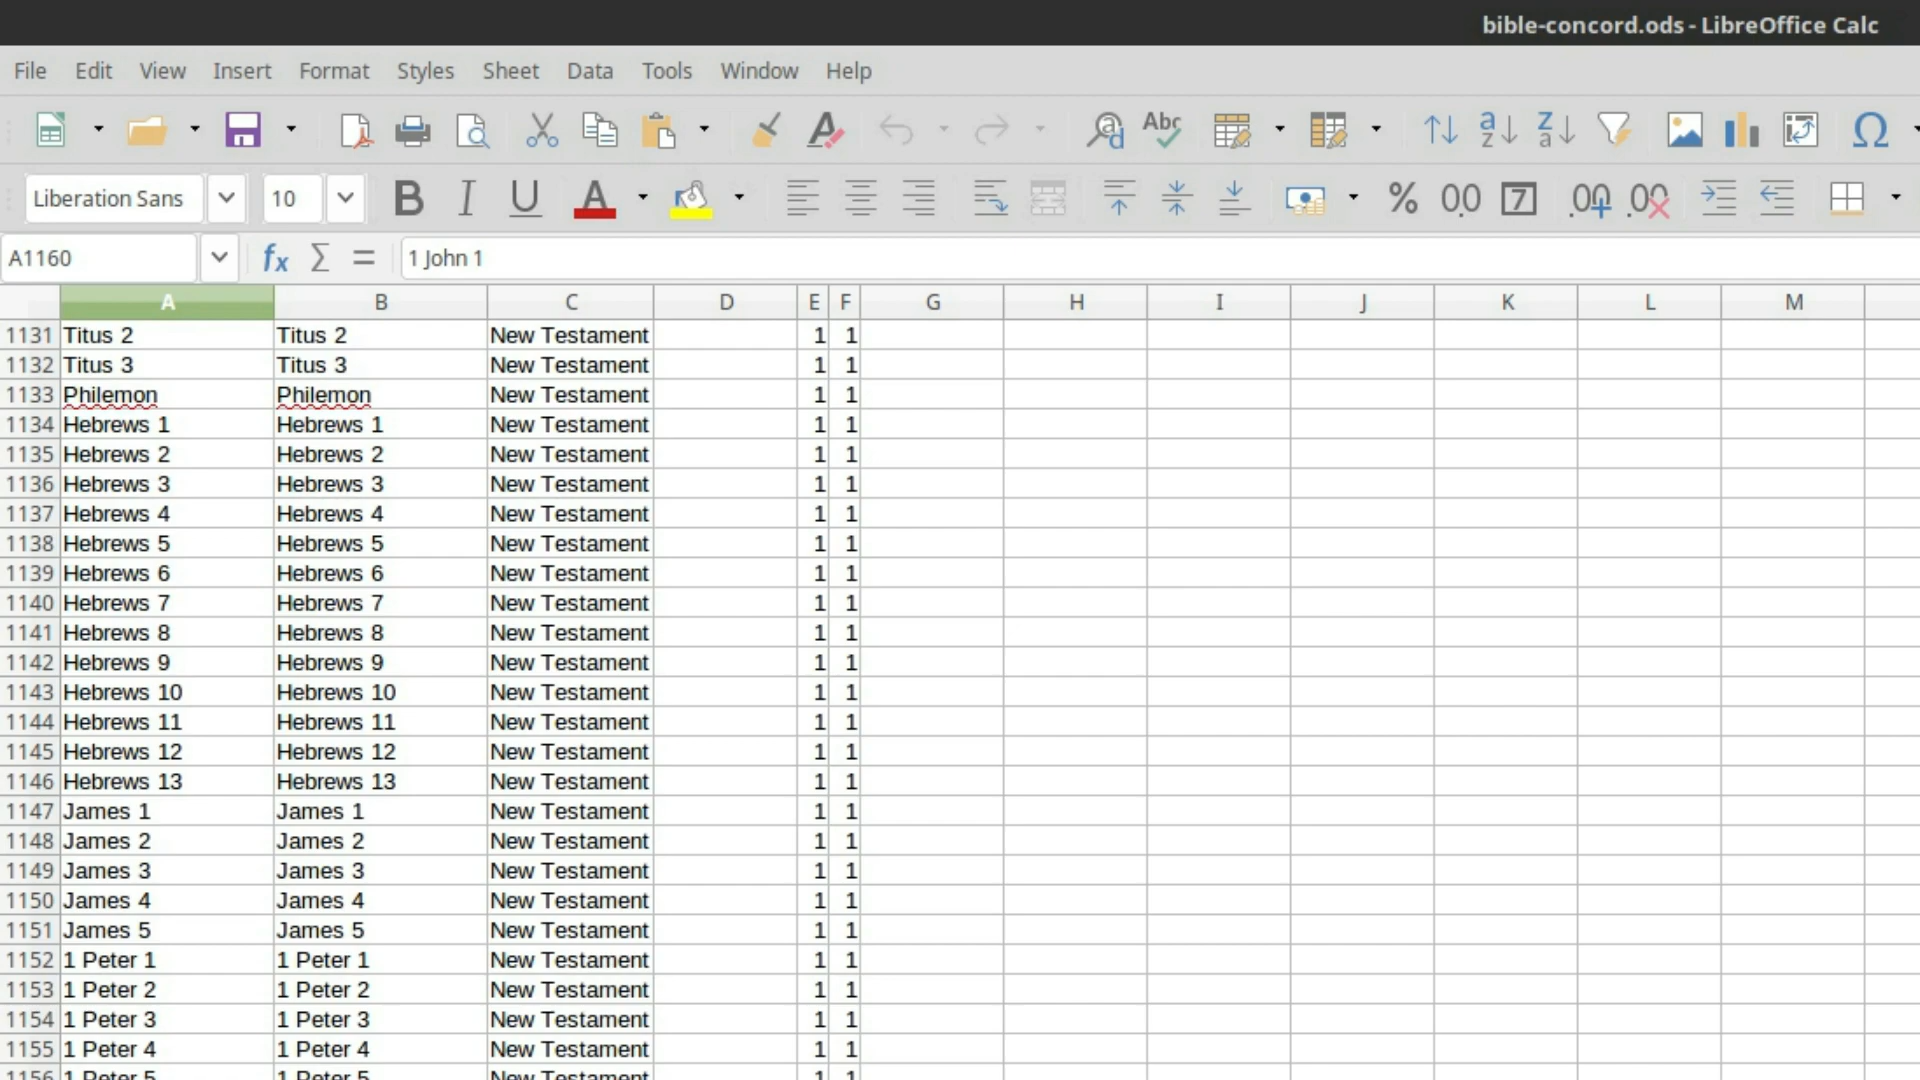 bible-concord.ods - LibreOffice Calc
File Edit View Insert Format Styles Sheet Data Tools Window Help
Liberation Sans 10
A1160 1 John 1
A B C D E F G H I J K L M
1131 Titus 2 Titus 2 New Testament 1 1
1132 Titus 3 Titus 3 New Testament 1 1
1133 Philemon Philemon New Testament 1 1
1134 Hebrews 1 Hebrews 1 New Testament 1 1
1135 Hebrews 2 Hebrews 2 New Testament 1 1
1136 Hebrews 3 Hebrews 3 New Testament 1 1
1137 Hebrews 4 Hebrews 4 New Testament 1 1
1138 Hebrews 5 Hebrews 5 New Testament 1 1
1139 Hebrews 6 Hebrews 6 New Testament 1 1
1140 Hebrews 7 Hebrews 7 New Testament 1 1
1141 Hebrews 8 Hebrews 8 New Testament 1 1
1142 Hebrews 9 Hebrews 9 New Testament 1 1
1143 Hebrews 10 Hebrews 10 New Testament 1 1
1144 Hebrews 11 Hebrews 11 New Testament 1 1
1145 Hebrews 12 Hebrews 12 New Testament 1 1
1146 Hebrews 13 Hebrews 13 New Testament 1 1
1147 James 1 James 1 New Testament 1 1
1148 James 2 James 2 New Testament 1 1
1149 James 3 James 3 New Testament 1 1
1150 James 4 James 4 New Testament 1 1
1151 James 5 James 5 New Testament 1 1
1152 1 Peter 1 1 Peter 1 New Testament 1 1
1153 1 Peter 2 1 Peter 2 New Testament 1 1
1154 1 Peter 3 1 Peter 3 New Testament 1 1
1155 1 Peter 4 1 Peter 4 New Testament 1 1
1156 1 Peter 5 1 Peter 5 New Testament 1 1